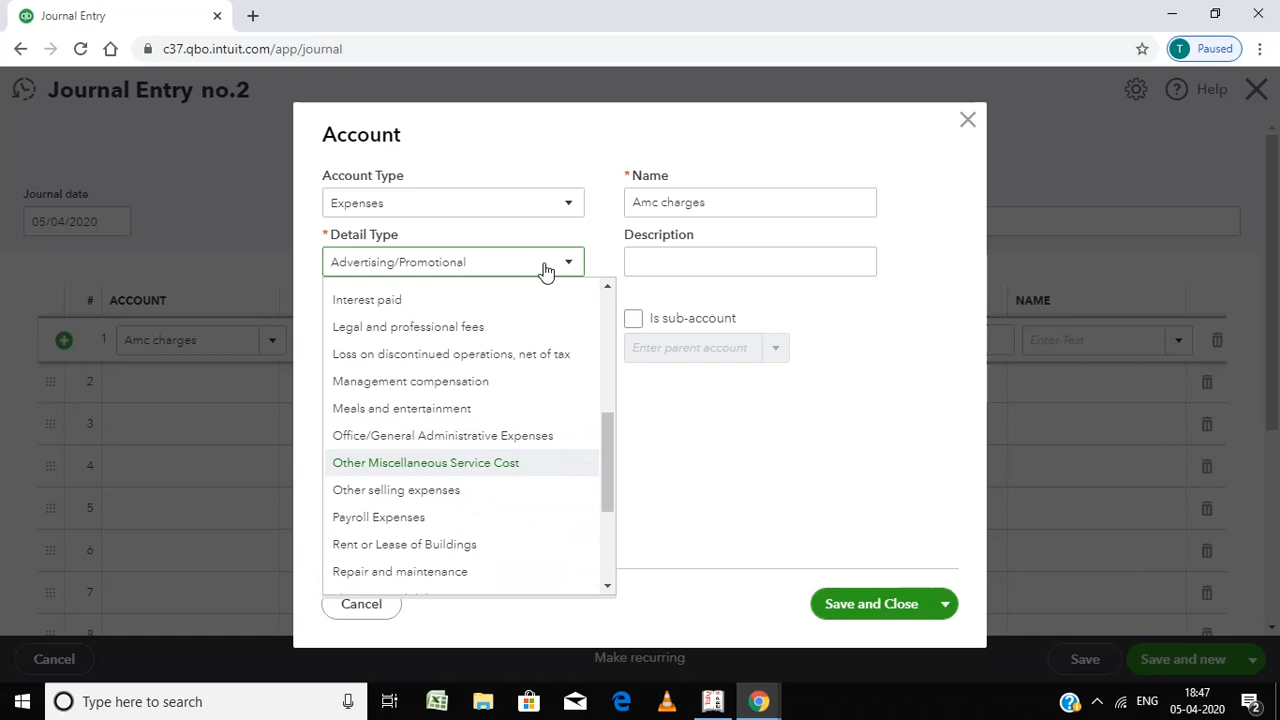 Journal Entry
c37.qbo.intuit.com/app/journal
T Paused
Journal Entry no.2
Help
Account
Account Type
* Name
Expenses
Amc charges
Journal date
05/04/2020
* Detail Type
Description
Advertising/Promotional
# ACCOUNT
NAME
Interest paid
Is sub-account
Legal and professional fees
1 Amc charges
Enter parent account
Enter Text
Loss on discontinued operations, net of tax
2
Management compensation
Meals and entertainment
3
Office/General Administrative Expenses
4
Other Miscellaneous Service Cost
Other selling expenses
5
Payroll Expenses
6
Rent or Lease of Buildings
Repair and maintenance
7
Cancel
Save and Close
8
Cancel
Make recurring
Save
Save and new
Type here to search
ENG
18:47
05-04-2020
2